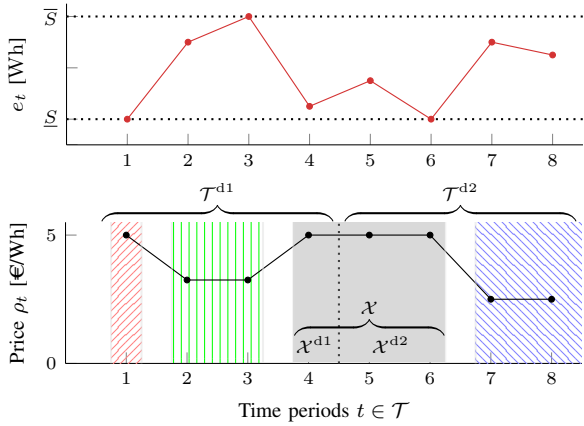 S̅
e_t [Wh]
S̲
1 2 3 4 5 6 7 8
𝒯^d1 𝒯^d2
5
Price ρ_t [€/Wh]
𝒳
𝒳^d1 𝒳^d2
0
1 2 3 4 5 6 7 8
Time periods t ∈ 𝒯